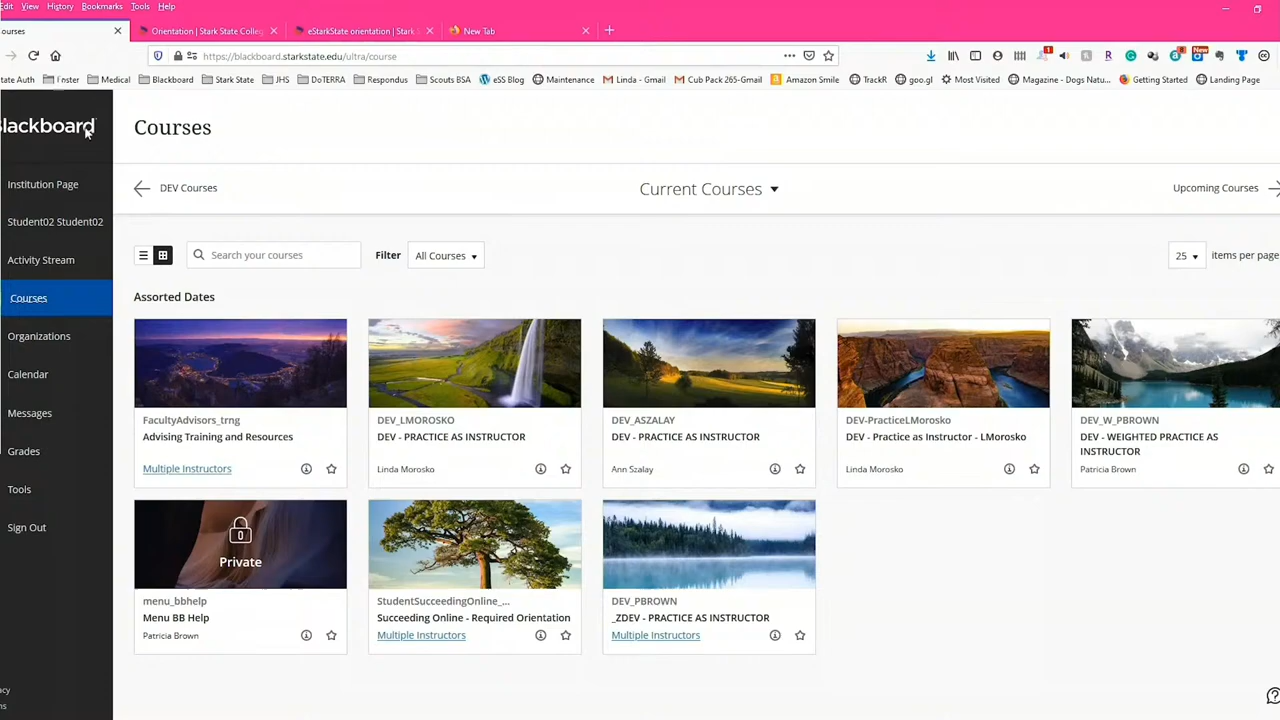 Edit View History Bookmarks Tools Help
ourses
Orientation | Stark State Colleg
eStarkState orientation | Stark
New Tab
https://blackboard.starkstate.edu/ultra/course
tate Auth
Medical
Blackboard
Stark State
JHS
DoTERRA
Respondus
Scouts BSA
eSS Blog
Maintenance
Linda - Gmail
Cub Pack 265-Gmail
Amazon Smile
TrackR
goo.gl
Most Visited
Magazine - Dogs Natu...
Getting Started
Landing Page
1
8
New
lackboard
Institution Page
Student02 Student02
Activity Stream
Courses
Organizations
Calendar
Messages
Grades
Tools
Sign Out
Courses
DEV Courses
Current Courses
Upcoming Courses
Search your courses
Filter
All Courses
25 items per page
Assorted Dates
FacultyAdvisors_trng
Advising Training and Resources
Multiple Instructors
DEV_LMOROSKO
DEV - PRACTICE AS INSTRUCTOR
Linda Morosko
DEV_ASZALAY
DEV - PRACTICE AS INSTRUCTOR
Ann Szalay
DEV-PracticeLMorosko
DEV - Practice as Instructor - LMorosko
Linda Morosko
DEV_W_PBROWN
DEV - WEIGHTED PRACTICE AS
INSTRUCTOR
Patricia Brown
Private
menu_bbhelp
Menu BB Help
Patricia Brown
StudentSucceedingOnline_...
Succeeding Online - Required Orientation
Multiple Instructors
DEV_PBROWN
_ZDEV - PRACTICE AS INSTRUCTOR
Multiple Instructors